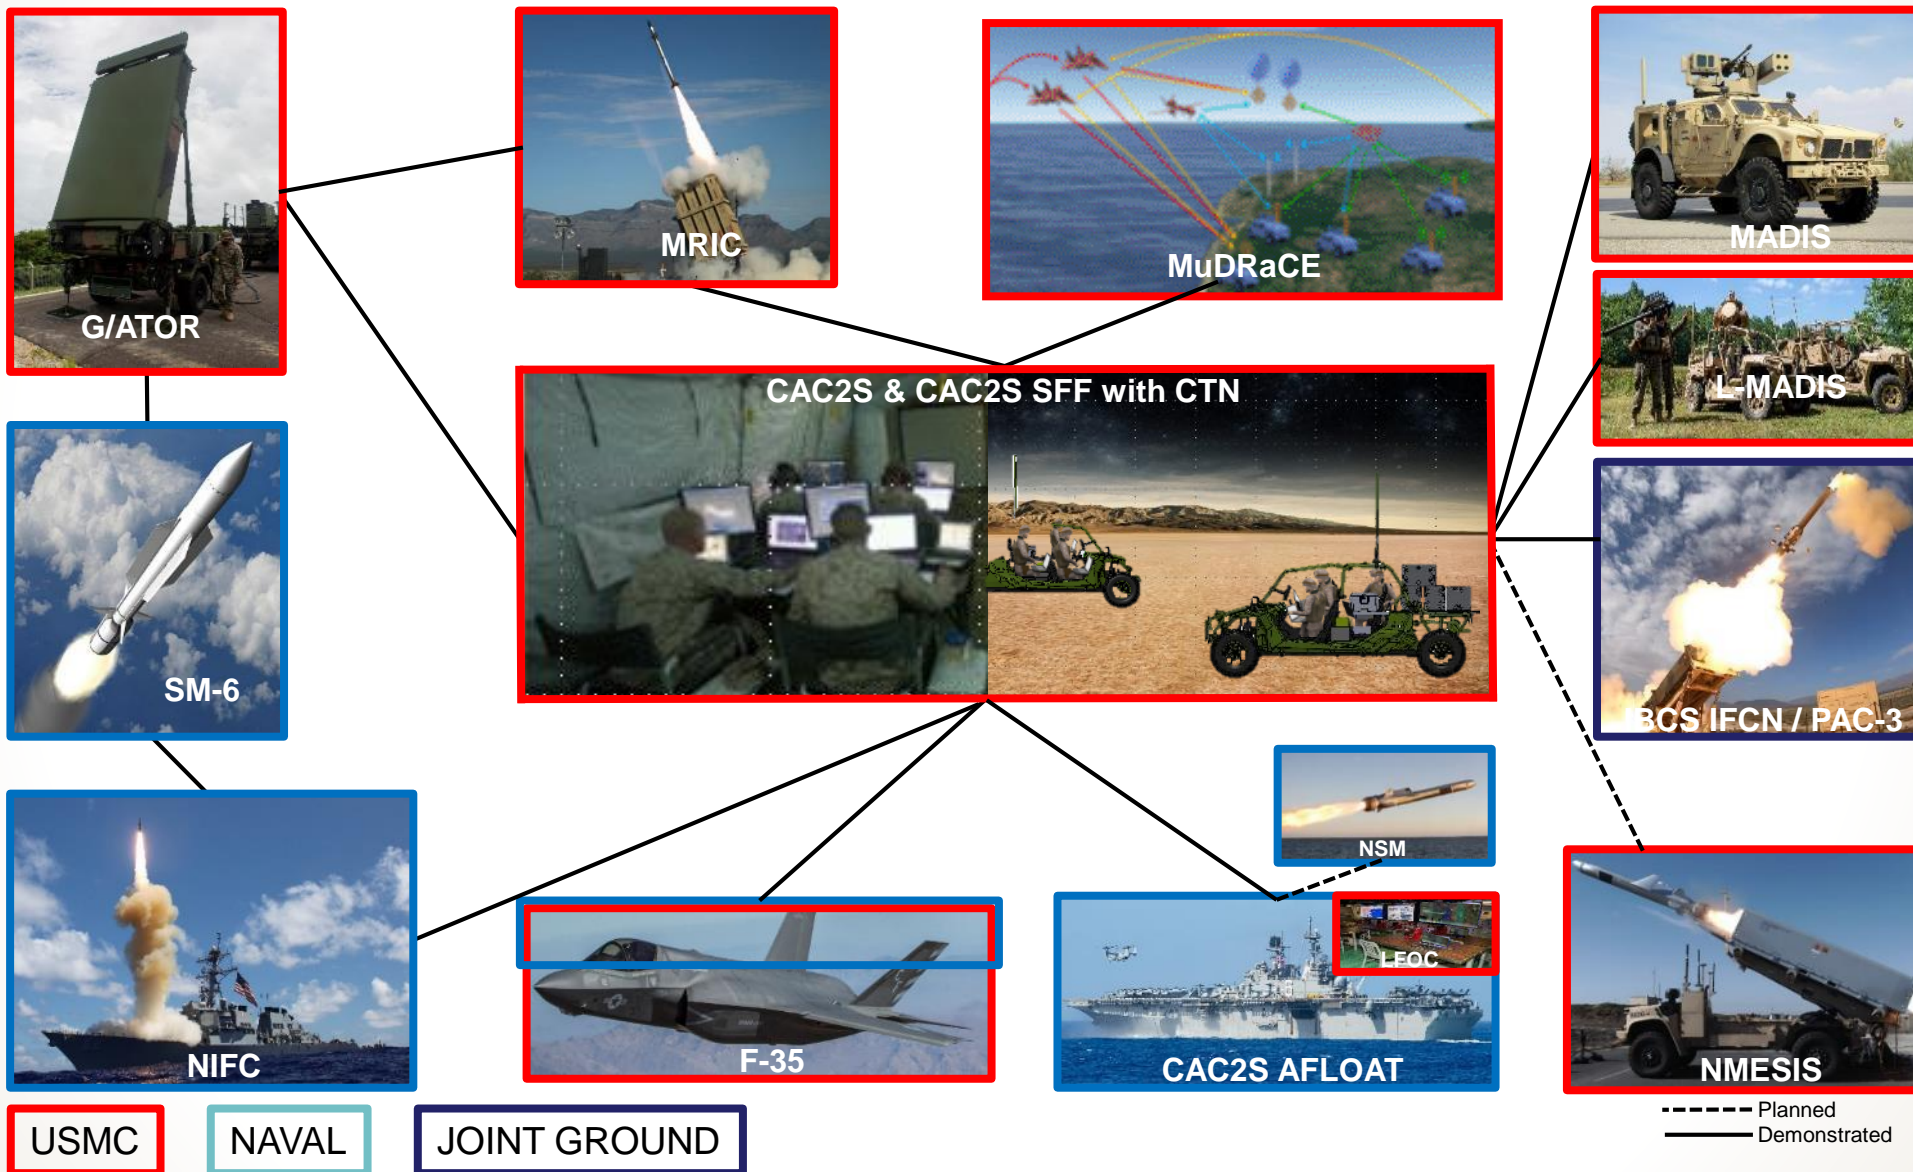 G/ATOR
MRIC
MuDRaCE
MADIS
L-MADIS
CAC2S & CAC2S SFF with CTN
SM-6
IBCS IFCN / PAC-3
NSM
LFOC
NIFC
F-35
CAC2S AFLOAT
NMESIS
USMC
NAVAL
JOINT GROUND
Planned
Demonstrated